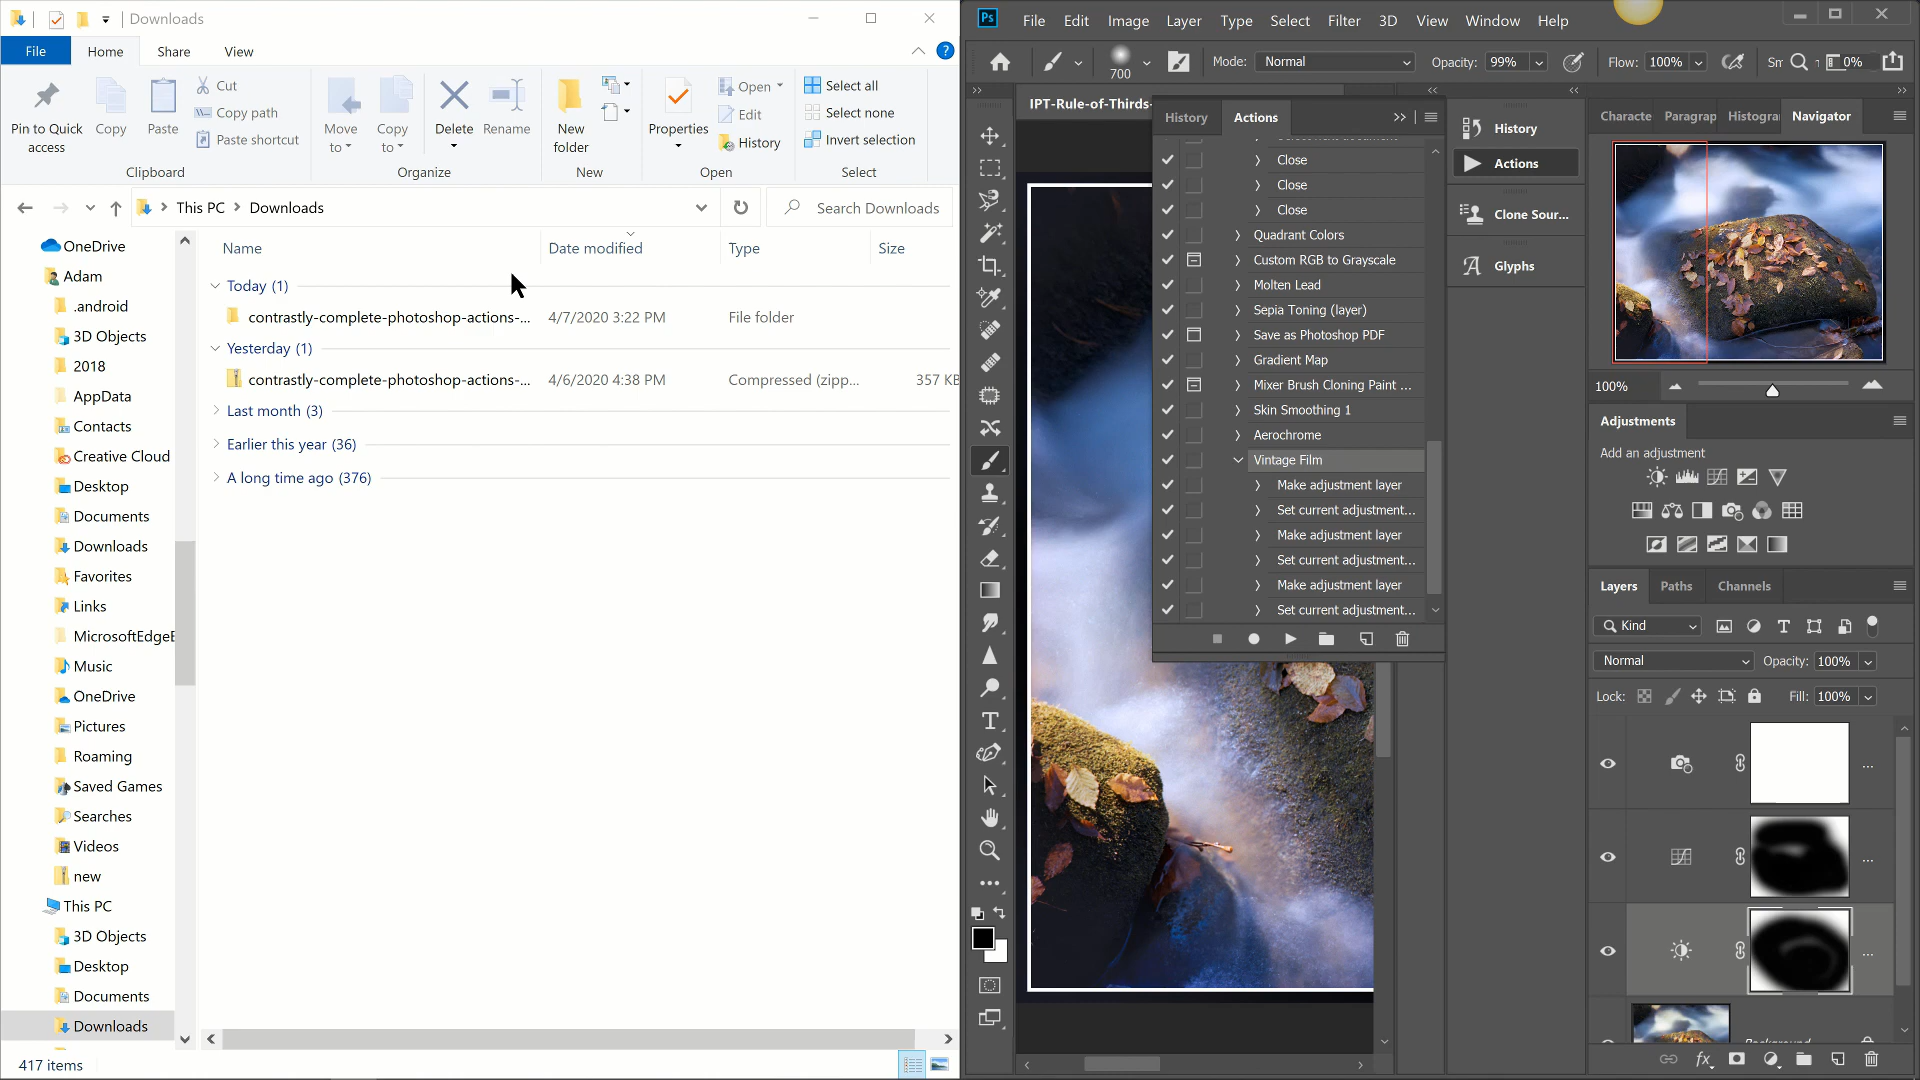 Downloads
File
Home
Share
View
Pin to Quick access
Copy
Paste
Cut
Copy path
Paste shortcut
Clipboard
Move to
Copy to
Delete
Rename
Organize
New folder
New
Properties
Open
Edit
History
Open
Select all
Select none
Invert selection
Select
This PC
Downloads
Search Downloads
Name
Date modified
Type
Size
Today (1)
contrastly-complete-photoshop-actions-...
4/7/2020 3:22 PM
File folder
Yesterday (1)
contrastly-complete-photoshop-actions-...
4/6/2020 4:38 PM
Compressed (zipp...
357 KB
Last month (3)
Earlier this year (36)
A long time ago (376)
OneDrive
Adam
.android
3D Objects
2018
AppData
Contacts
Creative Cloud
Desktop
Documents
Downloads
Favorites
Links
MicrosoftEdgeB
Music
OneDrive
Pictures
Roaming
Saved Games
Searches
Videos
new
This PC
3D Objects
Desktop
Documents
Downloads
417 items
Ps
File
Edit
Image
Layer
Type
Select
Filter
3D
View
Window
Help
700
Mode:
Normal
Opacity:
99%
Flow:
100%
Sm
0%
IPT-Rule-of-Thirds-
History
Actions
Close
Close
Close
Quadrant Colors
Custom RGB to Grayscale
Molten Lead
Sepia Toning (layer)
Save as Photoshop PDF
Gradient Map
Mixer Brush Cloning Paint ...
Skin Smoothing 1
Aerochrome
Vintage Film
Make adjustment layer
Set current adjustment...
Make adjustment layer
Set current adjustment...
Make adjustment layer
Set current adjustment...
History
Actions
Clone Sour...
Glyphs
Characte
Paragrap
Histogra
Navigator
100%
Adjustments
Add an adjustment
Layers
Paths
Channels
Kind
Normal
Opacity:
100%
Lock:
Fill:
100%
fx